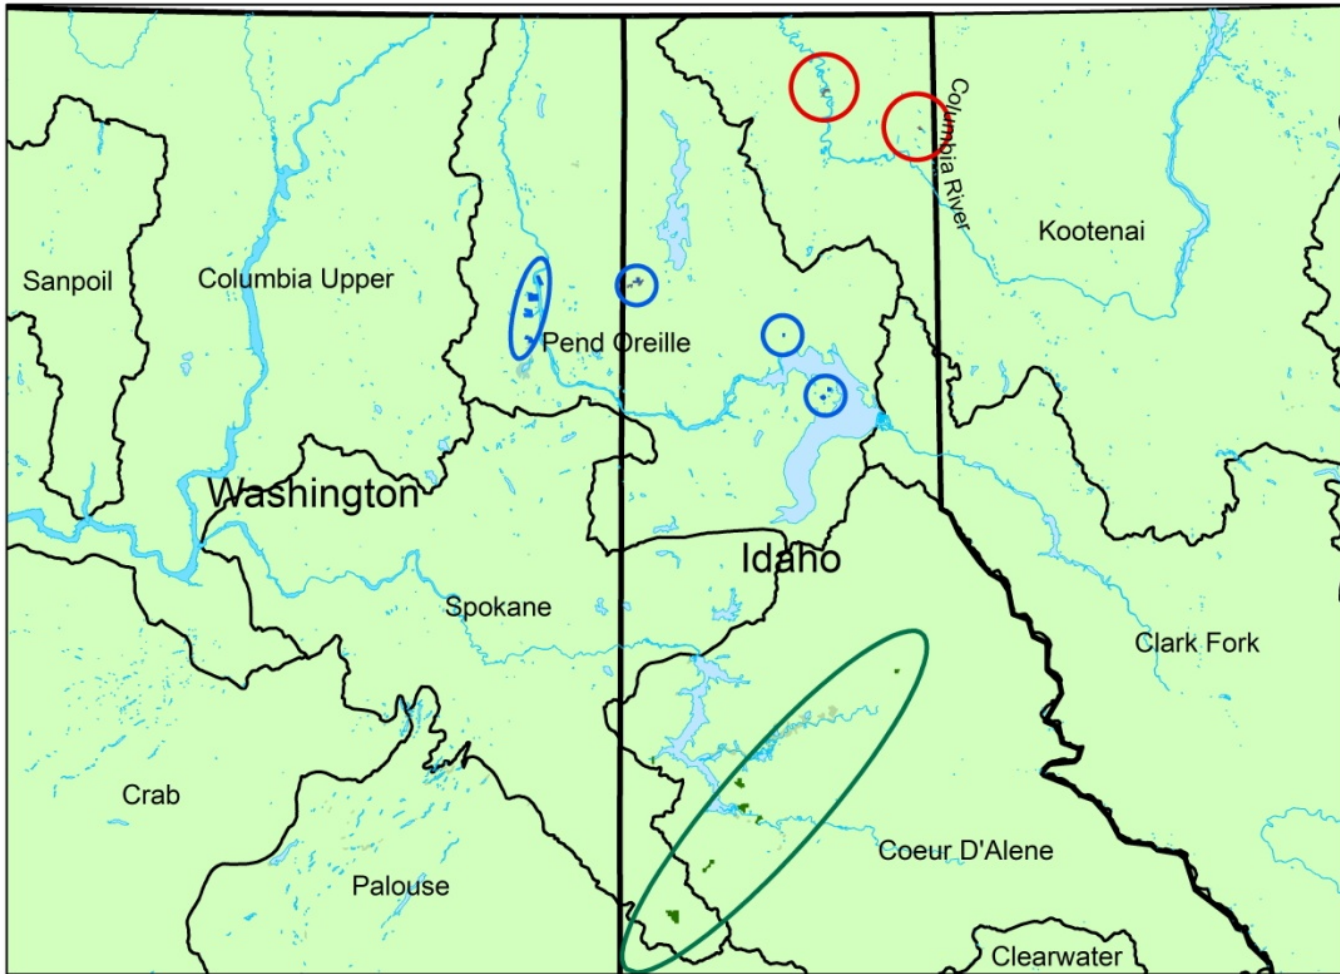 Columbia River
Kootenai
Sanpoil
Columbia Upper
Pend Oreille
Washington
Idaho
Spokane
Clark Fork
Crab
Coeur D'Alene
Palouse
Clearwater